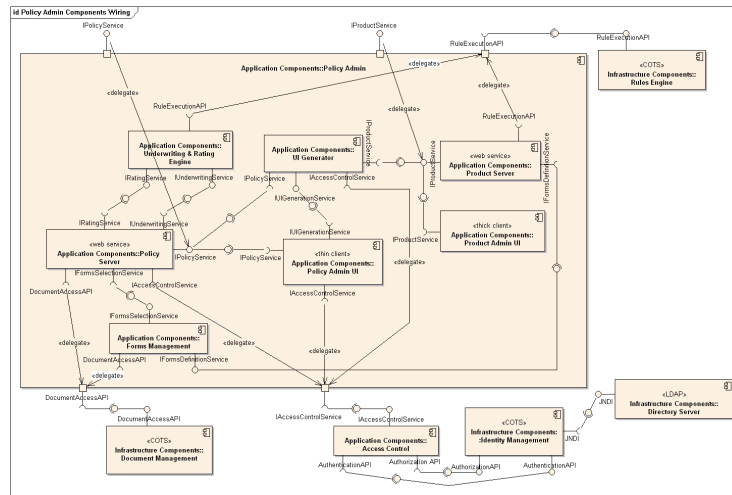 id Policy Admin Components Wiring
IPolicyService
IProductService
RuleExecutionAPI
RuleExecutionAPI
«COTS»
Infrastructure Components::
Rules Engine
Application Components::Policy Admin
«delegate»
«delegate»
«delegate»
«delegate»
RuleExecutionAPI
RuleExecutionAPI
Application Components::
Underwriting & Rating
Engine
Application Components::
UI Generator
IProductService
IProductService
«web service»
Application Components::
Product Server
IFormsDefinitionService
IRatingService
IUnderwritingService
IPolicyService
IAccessControlService
IUIGenerationService
IRatingService
IUnderwritingService
IUIGenerationService
IProductService
«thick client»
Application Components::
Product Admin UI
«web service»
Application Components::Policy
Server
IPolicyService
IPolicyService
«thin client»
Application Components::
Policy Admin UI
«delegate»
IFormsSelectionService
DocumentAccessAPI
IAccessControlService
IAccessControlService
IFormsSelectionService
Application Components::
Forms Management
«delegate»
«delegate»
«delegate»
DocumentAccessAPI
IFormsDefinitionService
«delegate»
DocumentAccessAPI
IAccessControlService
DocumentAccessAPI
IAccessControlService
«COTS»
Infrastructure Components::
Document Management
Application Components::
Access Control
«COTS»
Infrastructure Components:
:Identity Management
JNDI
JNDI
«LDAP»
Infrastructure Components::
Directory Server
AuthenticationAPI
Authorization API
AuthorizationAPI
AuthenticationAPI